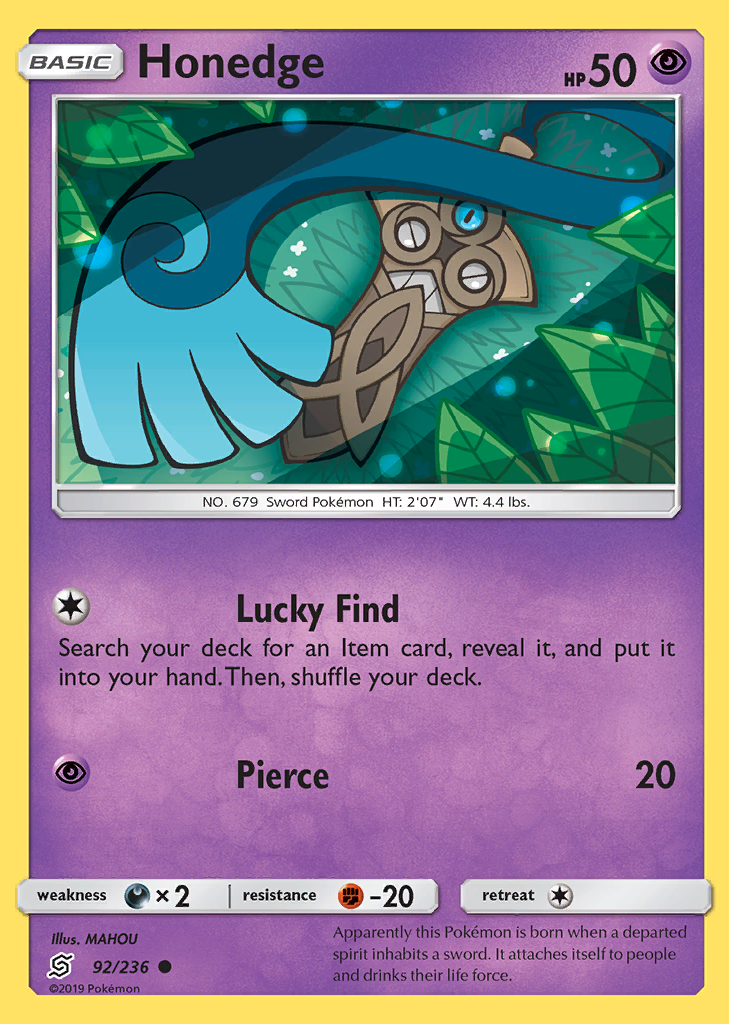 BASIC Honedge HP50
NO. 679 Sword Pokémon HT: 2'07" WT: 4.4 lbs.
Lucky Find
Search your deck for an Item card, reveal it, and put it
into your hand. Then, shuffle your deck.
Pierce 20
weakness ×2 resistance -20 retreat
Illus. MAHOU
92/236
©2019 Pokémon
Apparently this Pokémon is born when a departed
spirit inhabits a sword. It attaches itself to people
and drinks their life force.